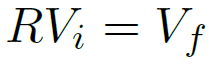 RV_i = V_f